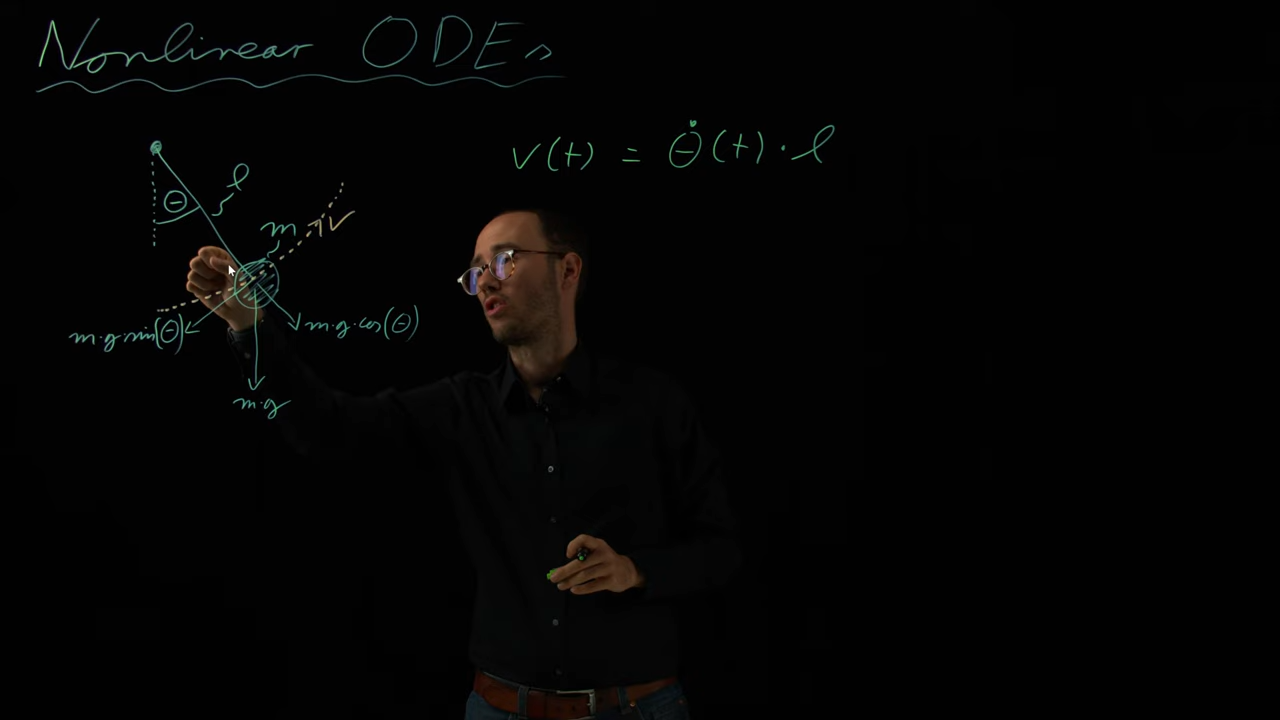 Nonlinear ODEs
v(t) = θ̇(t) · l
θ
l
m
v
m·g·sin(θ)
m·g·cos(θ)
m·g